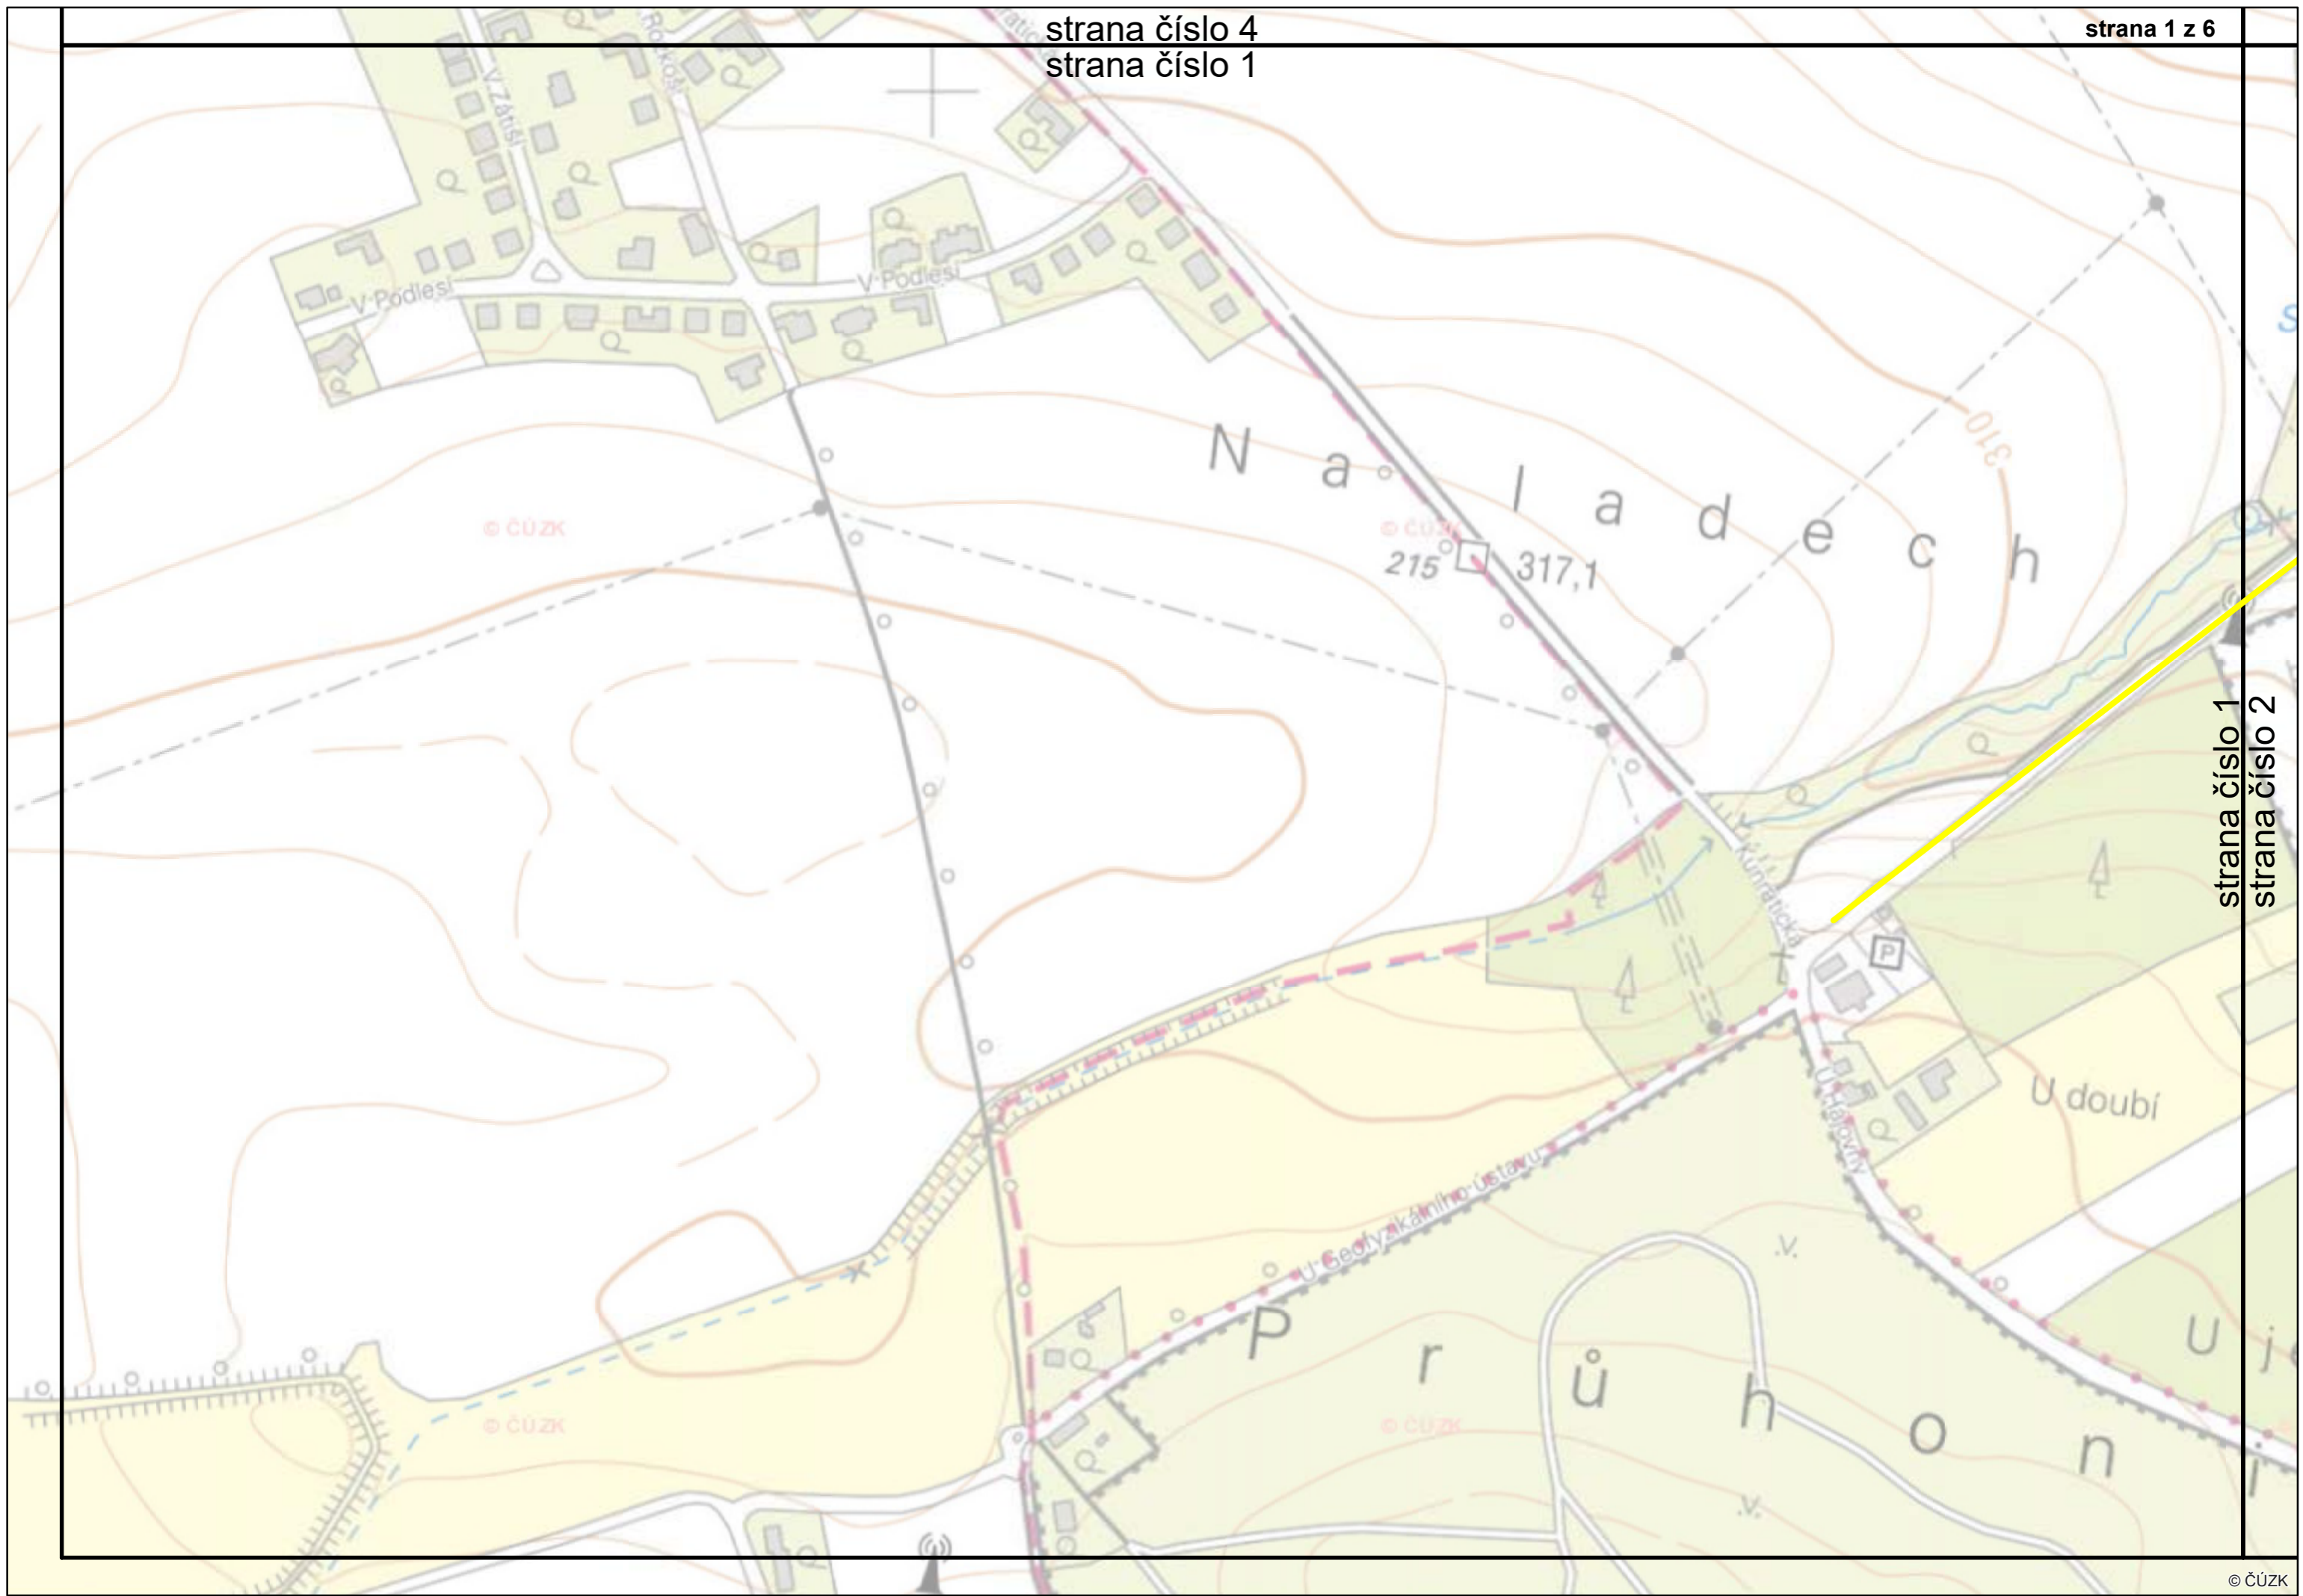 strana číslo 4
strana 1 z 6
strana číslo 1
V Zátiší
V Podlesí
V Podlesí
N a l a d e c h
310
© ČÚZK
© ČÚZK
215
317,1
strana číslo 1
strana číslo 2
Kunratická
P
U doubí
U Hájovny
U Geofyzikálního ústavu
P r ů h o n i
U j
© ČÚZK
© ČÚZK
© ČÚZK